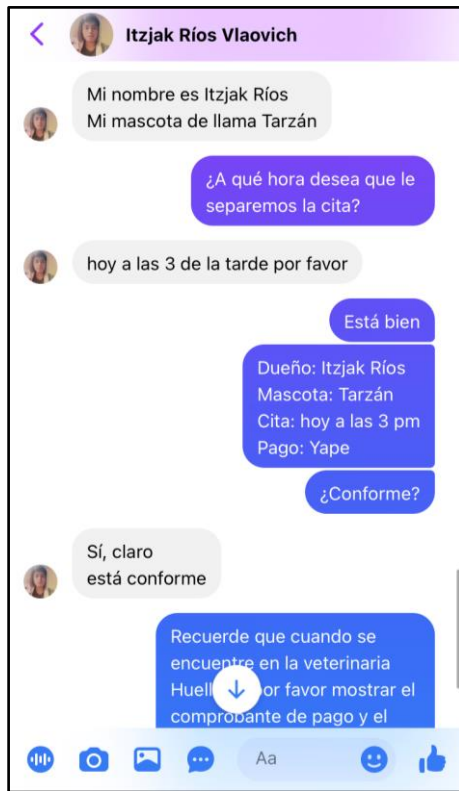 Itzjak Ríos Vlaovich
Mi nombre es Itzjak Ríos
Mi mascota de llama Tarzán
¿A qué hora desea que le
separemos la cita?
hoy a las 3 de la tarde por favor
Está bien
Dueño: Itzjak Ríos
Mascota: Tarzán
Cita: hoy a las 3 pm
Pago: Yape
¿Conforme?
Sí, claro
está conforme
Recuerde que cuando se
encuentre en la veterinaria
por favor mostrar el
comprobante de pago y el
Aa